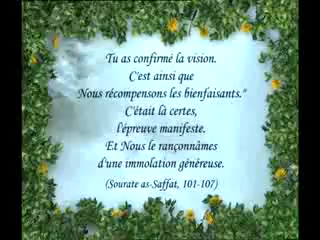 Tu as confirmé la vision.
C'est ainsi que
Nous récompensons les bienfaisants."
C'était là certes,
l'épreuve manifeste.
Et Nous le rançonnâmes
d'une immolation généreuse.
(Sourate as-Saffat, 101-107)